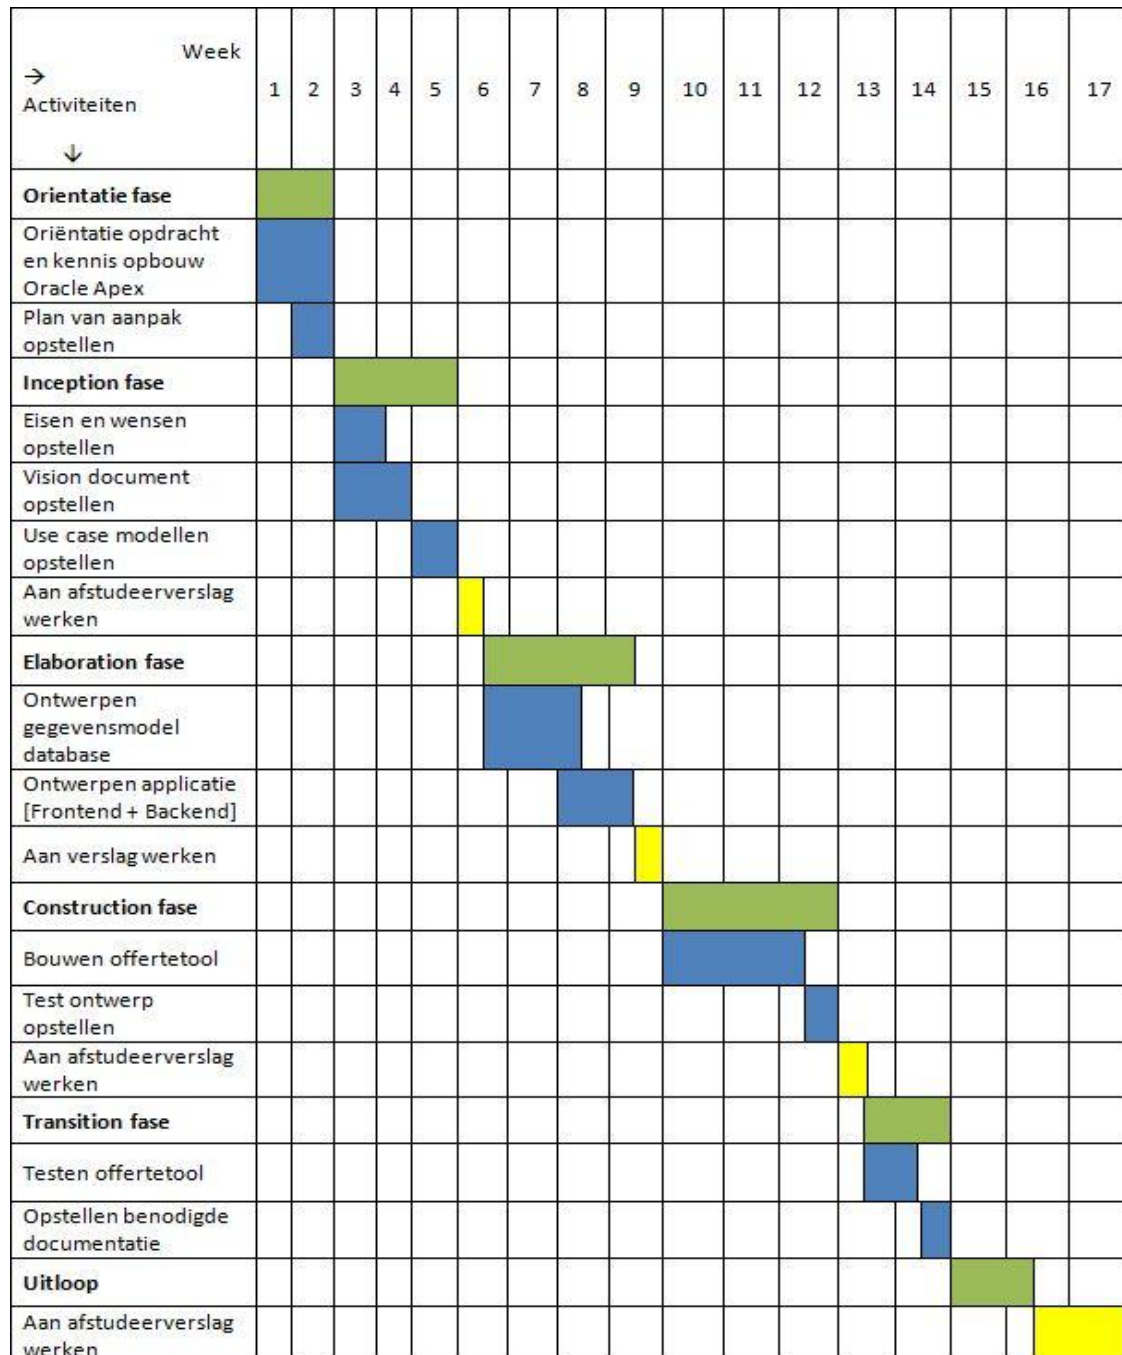 Week
→
Activiteiten
↓
1 2 3 4 5 6 7 8 9 10 11 12 13 14 15 16 17
Orientatie fase
Oriëntatie opdracht
en kennis opbouw
Oracle Apex
Plan van aanpak
opstellen
Inception fase
Eisen en wensen
opstellen
Vision document
opstellen
Use case modellen
opstellen
Aan afstudeerverslag
werken
Elaboration fase
Ontwerpen
gegevensmodel
database
Ontwerpen applicatie
[Frontend + Backend]
Aan verslag werken
Construction fase
Bouwen offertetool
Test ontwerp
opstellen
Aan afstudeerverslag
werken
Transition fase
Testen offertetool
Opstellen benodigde
documentatie
Uitloop
Aan afstudeerverslag
werken